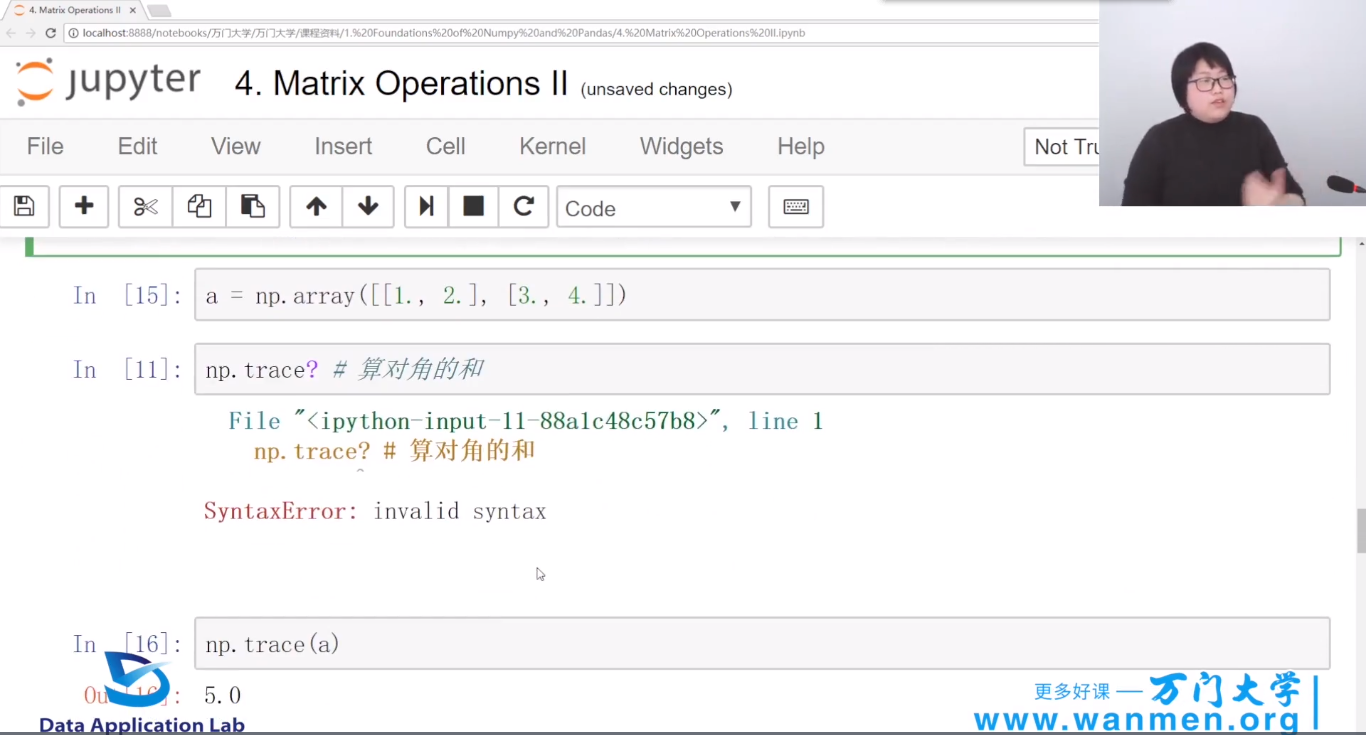 4. Matrix Operations II
localhost:8888/notebooks/万门大学/万门大学/课程资料/1.%20Foundations%20of%20Numpy%20and%20Pandas/4.%20Matrix%20Operations%20II.ipynb
jupyter 4. Matrix Operations II (unsaved changes)
File Edit View Insert Cell Kernel Widgets Help Not Tru
Code
In [15]: a = np.array([[1., 2.], [3., 4.]])
In [11]: np.trace? # 算对角的和
File "<ipython-input-11-88a1c48c57b8>", line 1
np.trace? # 算对角的和
^
SyntaxError: invalid syntax
In [16]: np.trace(a)
Out[16]: 5.0
Data Application Lab
更多好课 — 万门大学
www.wanmen.org